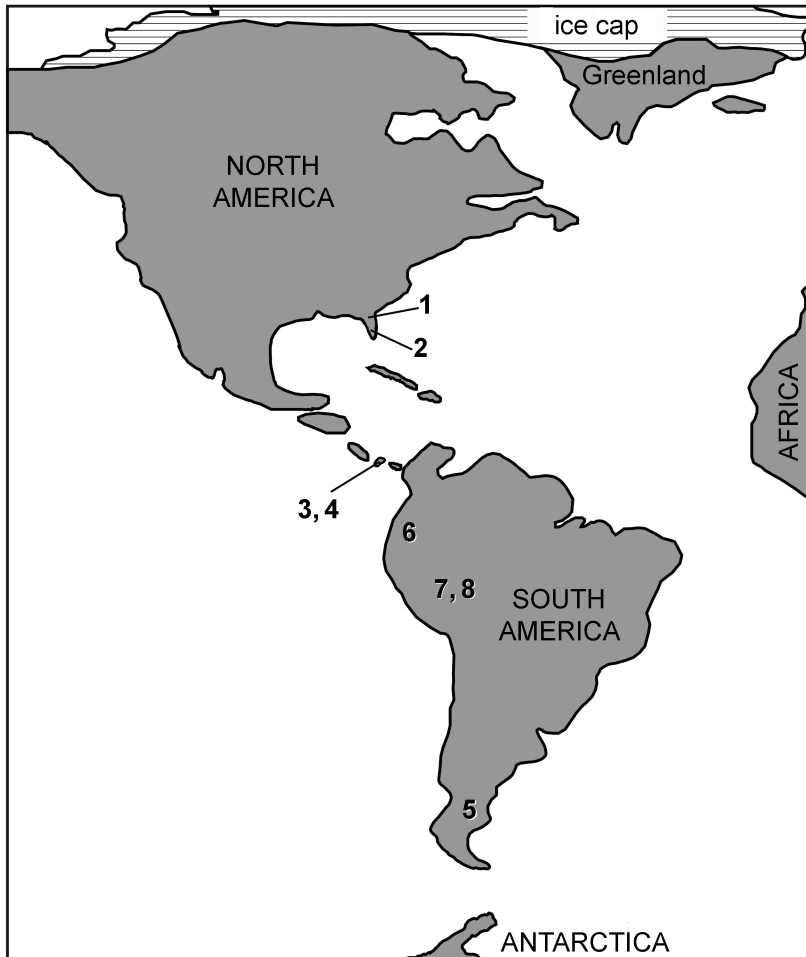 ice cap
Greenland
NORTH
AMERICA
1
2
AFRICA
3, 4
6
7, 8
SOUTH
AMERICA
5
ANTARCTICA